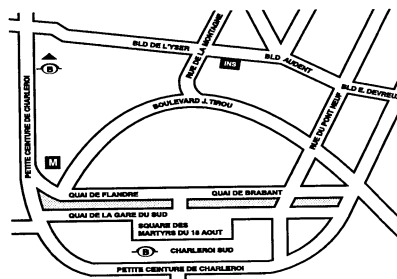 BLD DE L'YSER
RUE DE LA MONTAGNE
INS
BLD AUDENT
B
BLD E. DEVREU
BOULEVARD J. TIROU
RUE DU PONT NEUF
PETITE CEINTURE DE CHARLEROI
M
QUAI DE FLANDRE
QUAI DE BRABANT
QUAI DE LA GARE DU SUD
SQUARE DES
MARTYRS DU 18 AOUT
B
CHARLEROI SUD
PETITE CEINTURE DE CHARLEROI